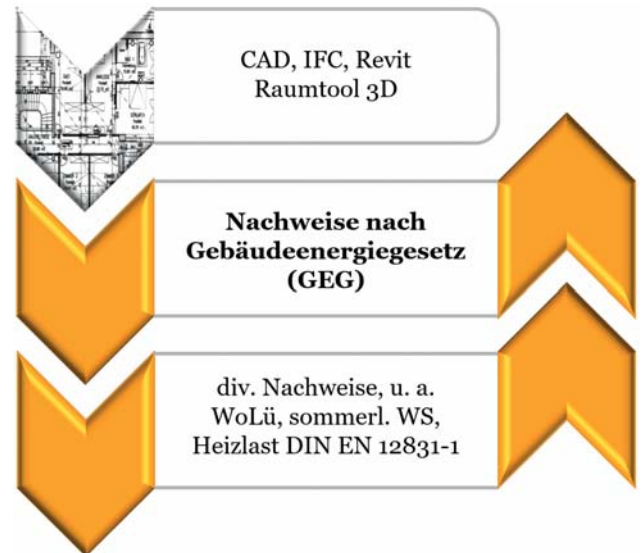 CAD, IFC, Revit
Raumtool 3D
Nachweise nach
Gebäudeenergiegesetz
(GEG)
div. Nachweise, u. a.
WoLü, sommerl. WS,
Heizlast DIN EN 12831-1